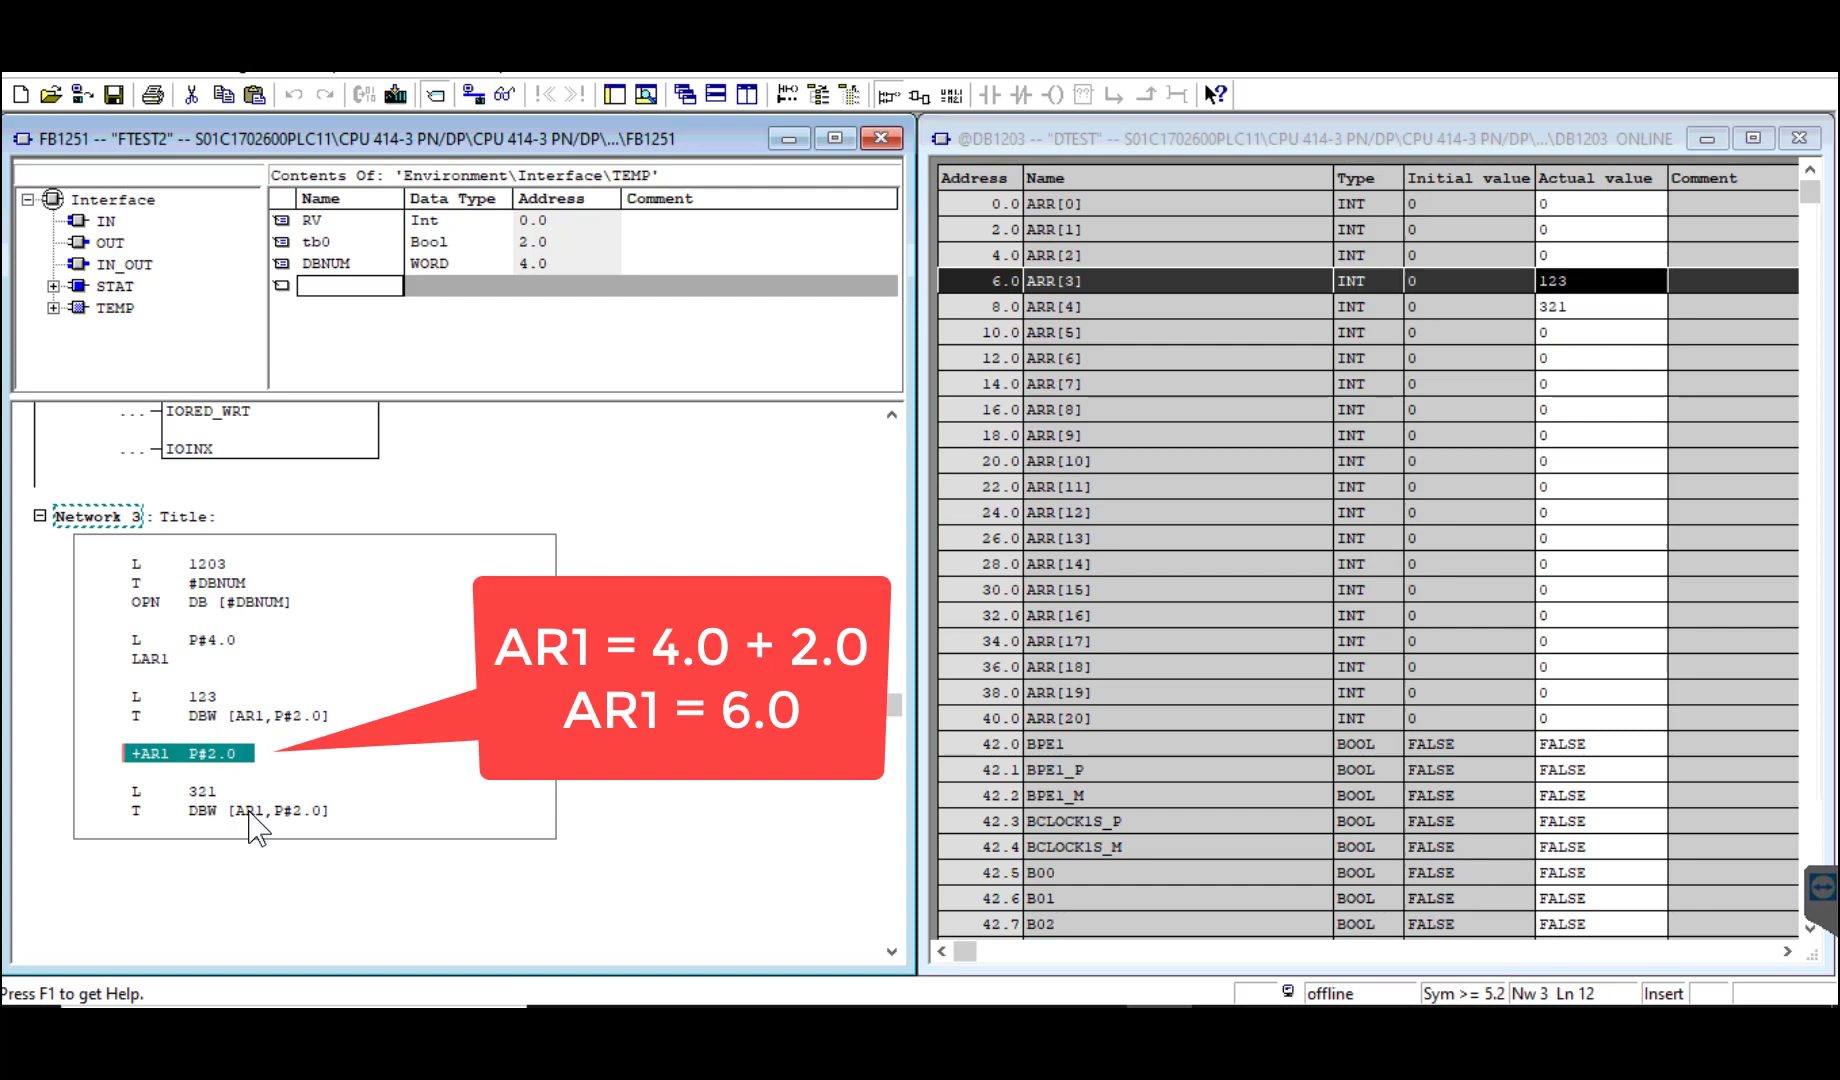 FB1251 -- "FTEST2" -- S01C1702600PLC11\CPU 414-3 PN/DP\CPU 414-3 PN/DP\...\FB1251
Contents Of: 'Environment\Interface\TEMP'
Interface
IN
OUT
IN_OUT
STAT
TEMP
Name Data Type Address Comment
RV Int 0.0
tb0 Bool 2.0
DBNUM WORD 4.0
... IORED_WRT
... IOINX
Network 3: Title:
L 1203
T #DBNUM
OPN DB [#DBNUM]
L P#4.0
LAR1
L 123
T DBW [AR1,P#2.0]
+AR1 P#2.0
L 321
T DBW [AR1,P#2.0]
AR1 = 4.0 + 2.0
AR1 = 6.0
@DB1203 -- "DTEST" -- S01C1702600PLC11\CPU 414-3 PN/DP\CPU 414-3 PN/DP\...\DB1203 ONLINE
Address Name Type Initial value Actual value Comment
0.0 ARR[0] INT 0 0
2.0 ARR[1] INT 0 0
4.0 ARR[2] INT 0 0
6.0 ARR[3] INT 0 123
8.0 ARR[4] INT 0 321
10.0 ARR[5] INT 0 0
12.0 ARR[6] INT 0 0
14.0 ARR[7] INT 0 0
16.0 ARR[8] INT 0 0
18.0 ARR[9] INT 0 0
20.0 ARR[10] INT 0 0
22.0 ARR[11] INT 0 0
24.0 ARR[12] INT 0 0
26.0 ARR[13] INT 0 0
28.0 ARR[14] INT 0 0
30.0 ARR[15] INT 0 0
32.0 ARR[16] INT 0 0
34.0 ARR[17] INT 0 0
36.0 ARR[18] INT 0 0
38.0 ARR[19] INT 0 0
40.0 ARR[20] INT 0 0
42.0 BPE1 BOOL FALSE FALSE
42.1 BPE1_P BOOL FALSE FALSE
42.2 BPE1_M BOOL FALSE FALSE
42.3 BCLOCK1S_P BOOL FALSE FALSE
42.4 BCLOCK1S_M BOOL FALSE FALSE
42.5 B00 BOOL FALSE FALSE
42.6 B01 BOOL FALSE FALSE
42.7 B02 BOOL FALSE FALSE
Press F1 to get Help.
offline Sym >= 5.2 Nw 3 Ln 12 Insert